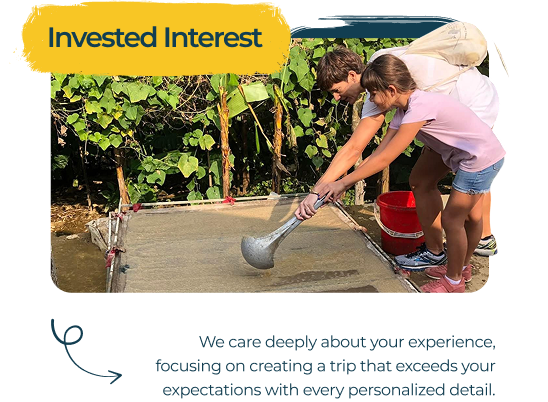 Invested Interest
We care deeply about your experience,
focusing on creating a trip that exceeds your
expectations with every personalized detail.